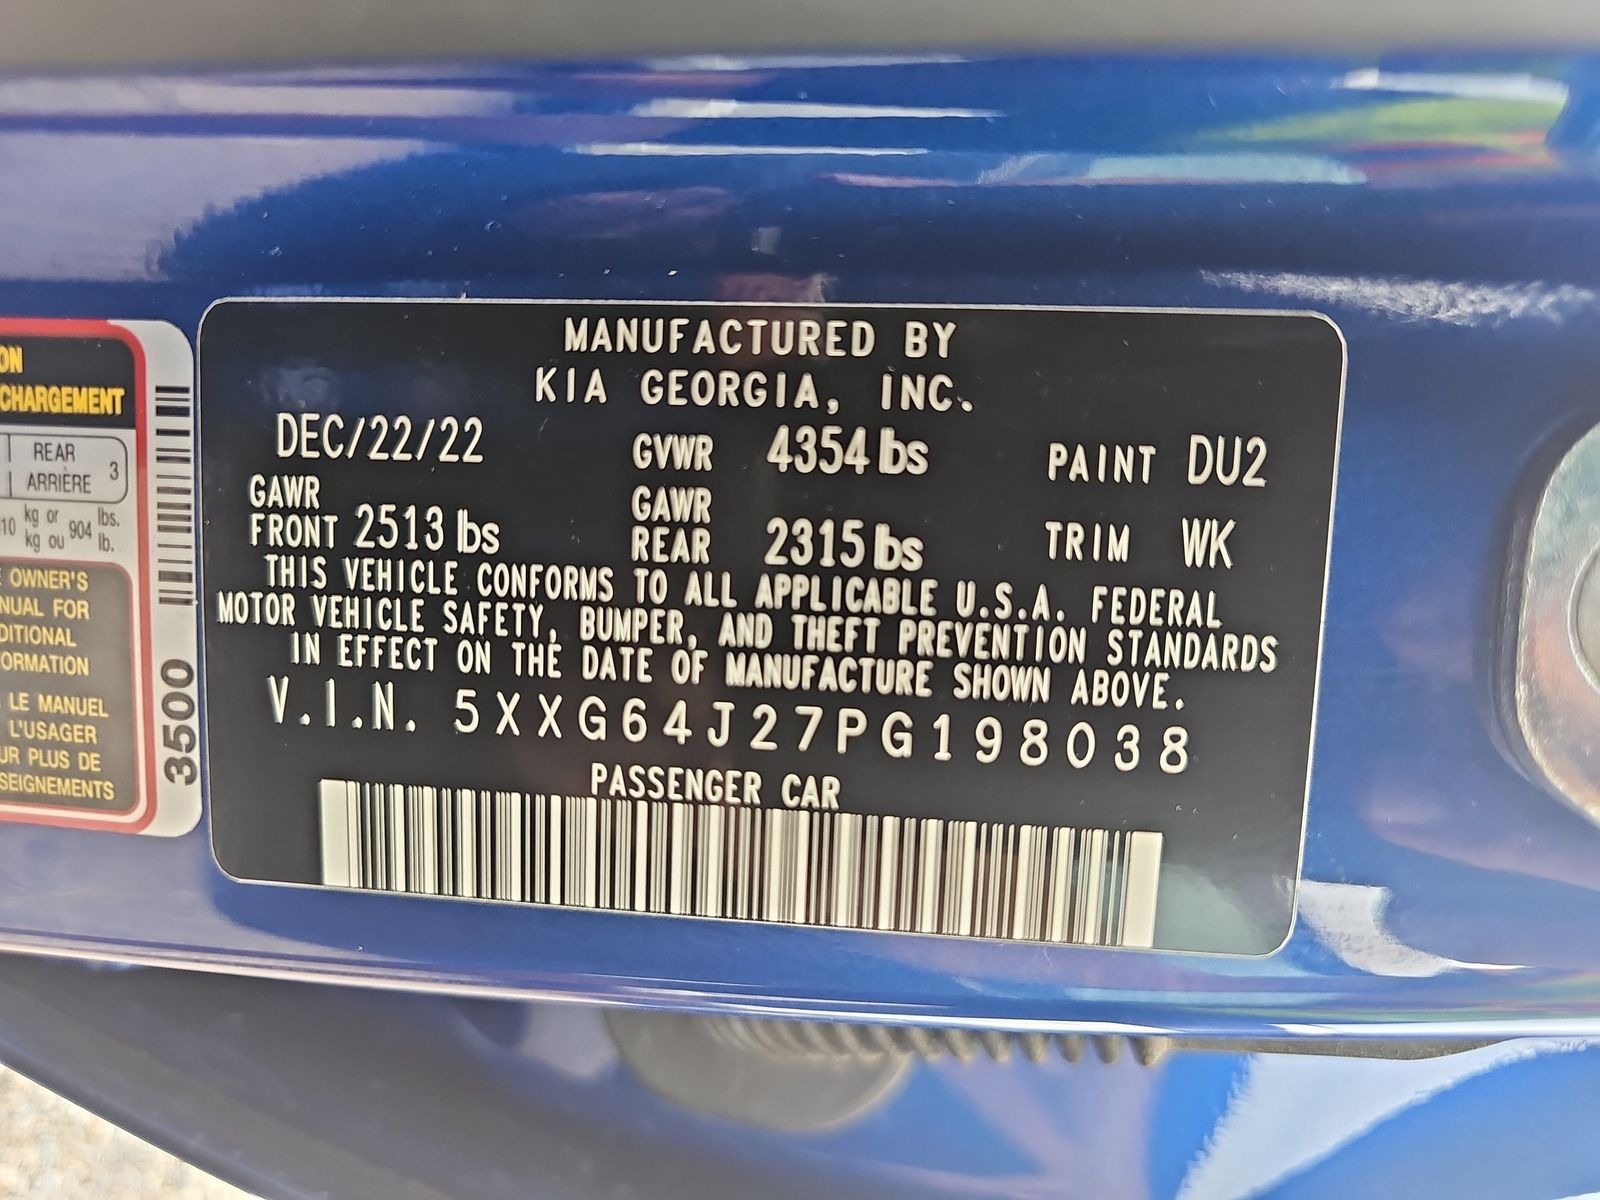 MANUFACTURED BY
KIA GEORGIA, INC.
DEC/22/22 GVWR 4354 lbs PAINT DU2
GAWR FRONT 2513 lbs GAWR REAR 2315 lbs TRIM WK
THIS VEHICLE CONFORMS TO ALL APPLICABLE U.S.A. FEDERAL
MOTOR VEHICLE SAFETY, BUMPER, AND THEFT PREVENTION STANDARDS
IN EFFECT ON THE DATE OF MANUFACTURE SHOWN ABOVE.
V.I.N. 5XXG64J27PG198038
PASSENGER CAR
ON
CHARGEMENT
REAR
ARRIÈRE 3
kg or 904 lbs.
kg ou lb.
OWNER'S
NUAL FOR
DITIONAL
FORMATION
LE MANUEL
L'USAGER
UR PLUS DE
SEIGNEMENTS
3500